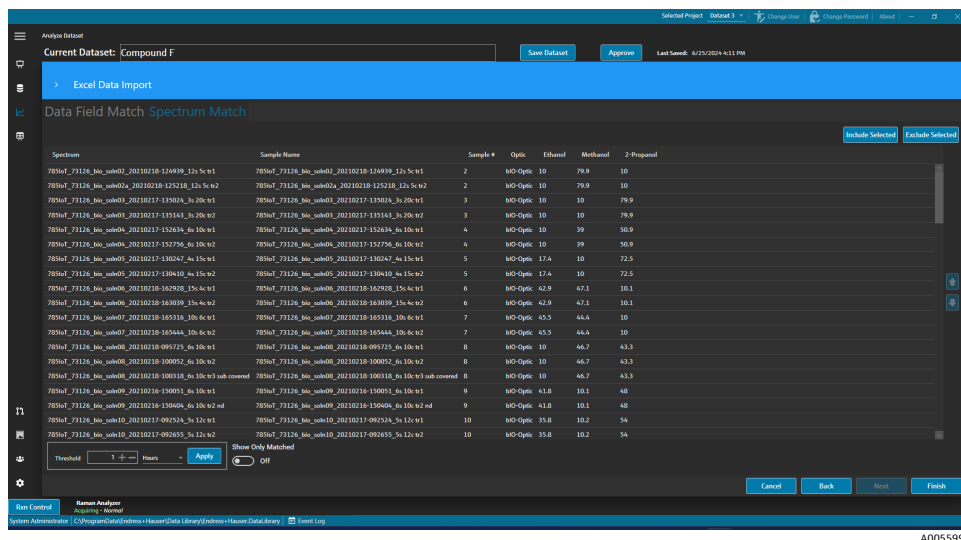 Selected Project Dataset 3 Change User Change Password About
Analyze Dataset
Current Dataset: Compound F Save Dataset Approve Last Saved: 6/25/2024 4:11 PM
> Excel Data Import
Data Field Match Spectrum Match
Include Selected Exclude Selected
Spectrum Sample Name Sample # Optic Ethanol Methanol 2-Propanol
785IoT_73126_bio_soln02_20210218-124939_12s 5c tr1 785IoT_73126_bio_soln02_20210218-124939_12s 5c tr1 2 bIO-Optic 10 79.9 10
785IoT_73126_bio_soln02a_20210218-125218_12s 5c tr2 785IoT_73126_bio_soln02a_20210218-125218_12s 5c tr2 2 bIO-Optic 10 79.9 10
785IoT_73126_bio_soln03_20210217-135024_3s 20c tr1 785IoT_73126_bio_soln03_20210217-135024_3s 20c tr1 3 bIO-Optic 10 10 79.9
785IoT_73126_bio_soln03_20210217-135143_3s 20c tr2 785IoT_73126_bio_soln03_20210217-135143_3s 20c tr2 3 bIO-Optic 10 10 79.9
785IoT_73126_bio_soln04_20210217-152634_6s 10c tr1 785IoT_73126_bio_soln04_20210217-152634_6s 10c tr1 4 bIO-Optic 10 39 50.9
785IoT_73126_bio_soln04_20210217-152756_6s 10c tr2 785IoT_73126_bio_soln04_20210217-152756_6s 10c tr2 4 bIO-Optic 10 39 50.9
785IoT_73126_bio_soln05_20210217-130247_4s 15c tr1 785IoT_73126_bio_soln05_20210217-130247_4s 15c tr1 5 bIO-Optic 17.4 10 72.5
785IoT_73126_bio_soln05_20210217-130410_4s 15c tr2 785IoT_73126_bio_soln05_20210217-130410_4s 15c tr2 5 bIO-Optic 17.4 10 72.5
785IoT_73126_bio_soln06_20210218-162928_15s 4c tr1 785IoT_73126_bio_soln06_20210218-162928_15s 4c tr1 6 bIO-Optic 42.9 47.1 10.1
785IoT_73126_bio_soln06_20210218-163039_15s 4c tr2 785IoT_73126_bio_soln06_20210218-163039_15s 4c tr2 6 bIO-Optic 42.9 47.1 10.1
785IoT_73126_bio_soln07_20210218-165316_10s 6c tr1 785IoT_73126_bio_soln07_20210218-165316_10s 6c tr1 7 bIO-Optic 45.5 44.4 10
785IoT_73126_bio_soln07_20210218-165444_10s 6c tr2 785IoT_73126_bio_soln07_20210218-165444_10s 6c tr2 7 bIO-Optic 45.5 44.4 10
785IoT_73126_bio_soln08_20210218-095725_6s 10c tr1 785IoT_73126_bio_soln08_20210218-095725_6s 10c tr1 8 bIO-Optic 10 46.7 43.3
785IoT_73126_bio_soln08_20210218-100052_6s 10c tr2 785IoT_73126_bio_soln08_20210218-100052_6s 10c tr2 8 bIO-Optic 10 46.7 43.3
785IoT_73126_bio_soln08_20210218-100318_6s 10c tr3 sub covered 785IoT_73126_bio_soln08_20210218-100318_6s 10c tr3 sub covered 8 bIO-Optic 10 46.7 43.3
785IoT_73126_bio_soln09_20210216-150051_6s 10c tr1 785IoT_73126_bio_soln09_20210216-150051_6s 10c tr1 9 bIO-Optic 41.8 10.1 48
785IoT_73126_bio_soln09_20210216-150404_6s 10c tr2 nd 785IoT_73126_bio_soln09_20210216-150404_6s 10c tr2 nd 9 bIO-Optic 41.8 10.1 48
785IoT_73126_bio_soln10_20210217-092524_5s 12c tr1 785IoT_73126_bio_soln10_20210217-092524_5s 12c tr1 10 bIO-Optic 35.8 10.2 54
785IoT_73126_bio_soln10_20210217-092655_5s 12c tr2 785IoT_73126_bio_soln10_20210217-092655_5s 12c tr2 10 bIO-Optic 35.8 10.2 54
Show Only Matched
Threshold 1 + − Hours Apply Off
Cancel Back Next Finish
Rxn Control Raman Analyzer
Acquiring - Normal
System Administrator C:\ProgramData\Endress+Hauser\Data Library\Endress+Hauser.DataLibrary Event Log
A005599